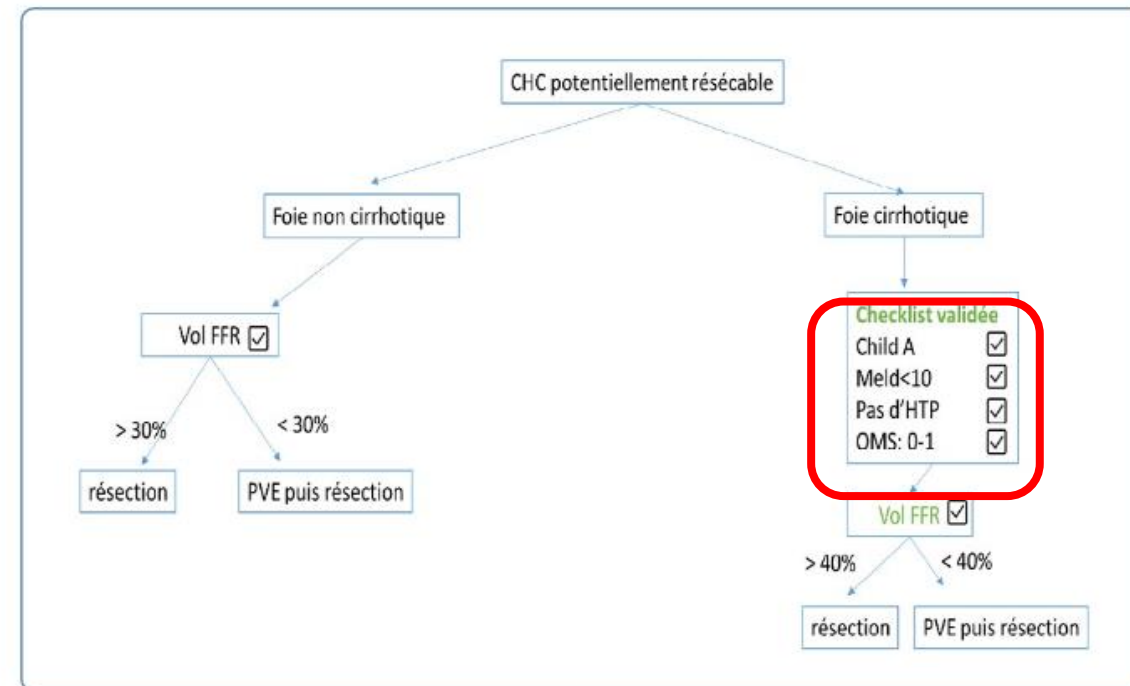 CHC potentiellement résécable
Foie non cirrhotique
Foie cirrhotique
Checklist validée
Child A
Meld<10
Pas d'HTP
OMS: 0-1
Vol FFR
> 30%
< 30%
résection
PVE puis résection
Vol FFR
> 40%
< 40%
résection
PVE puis résection